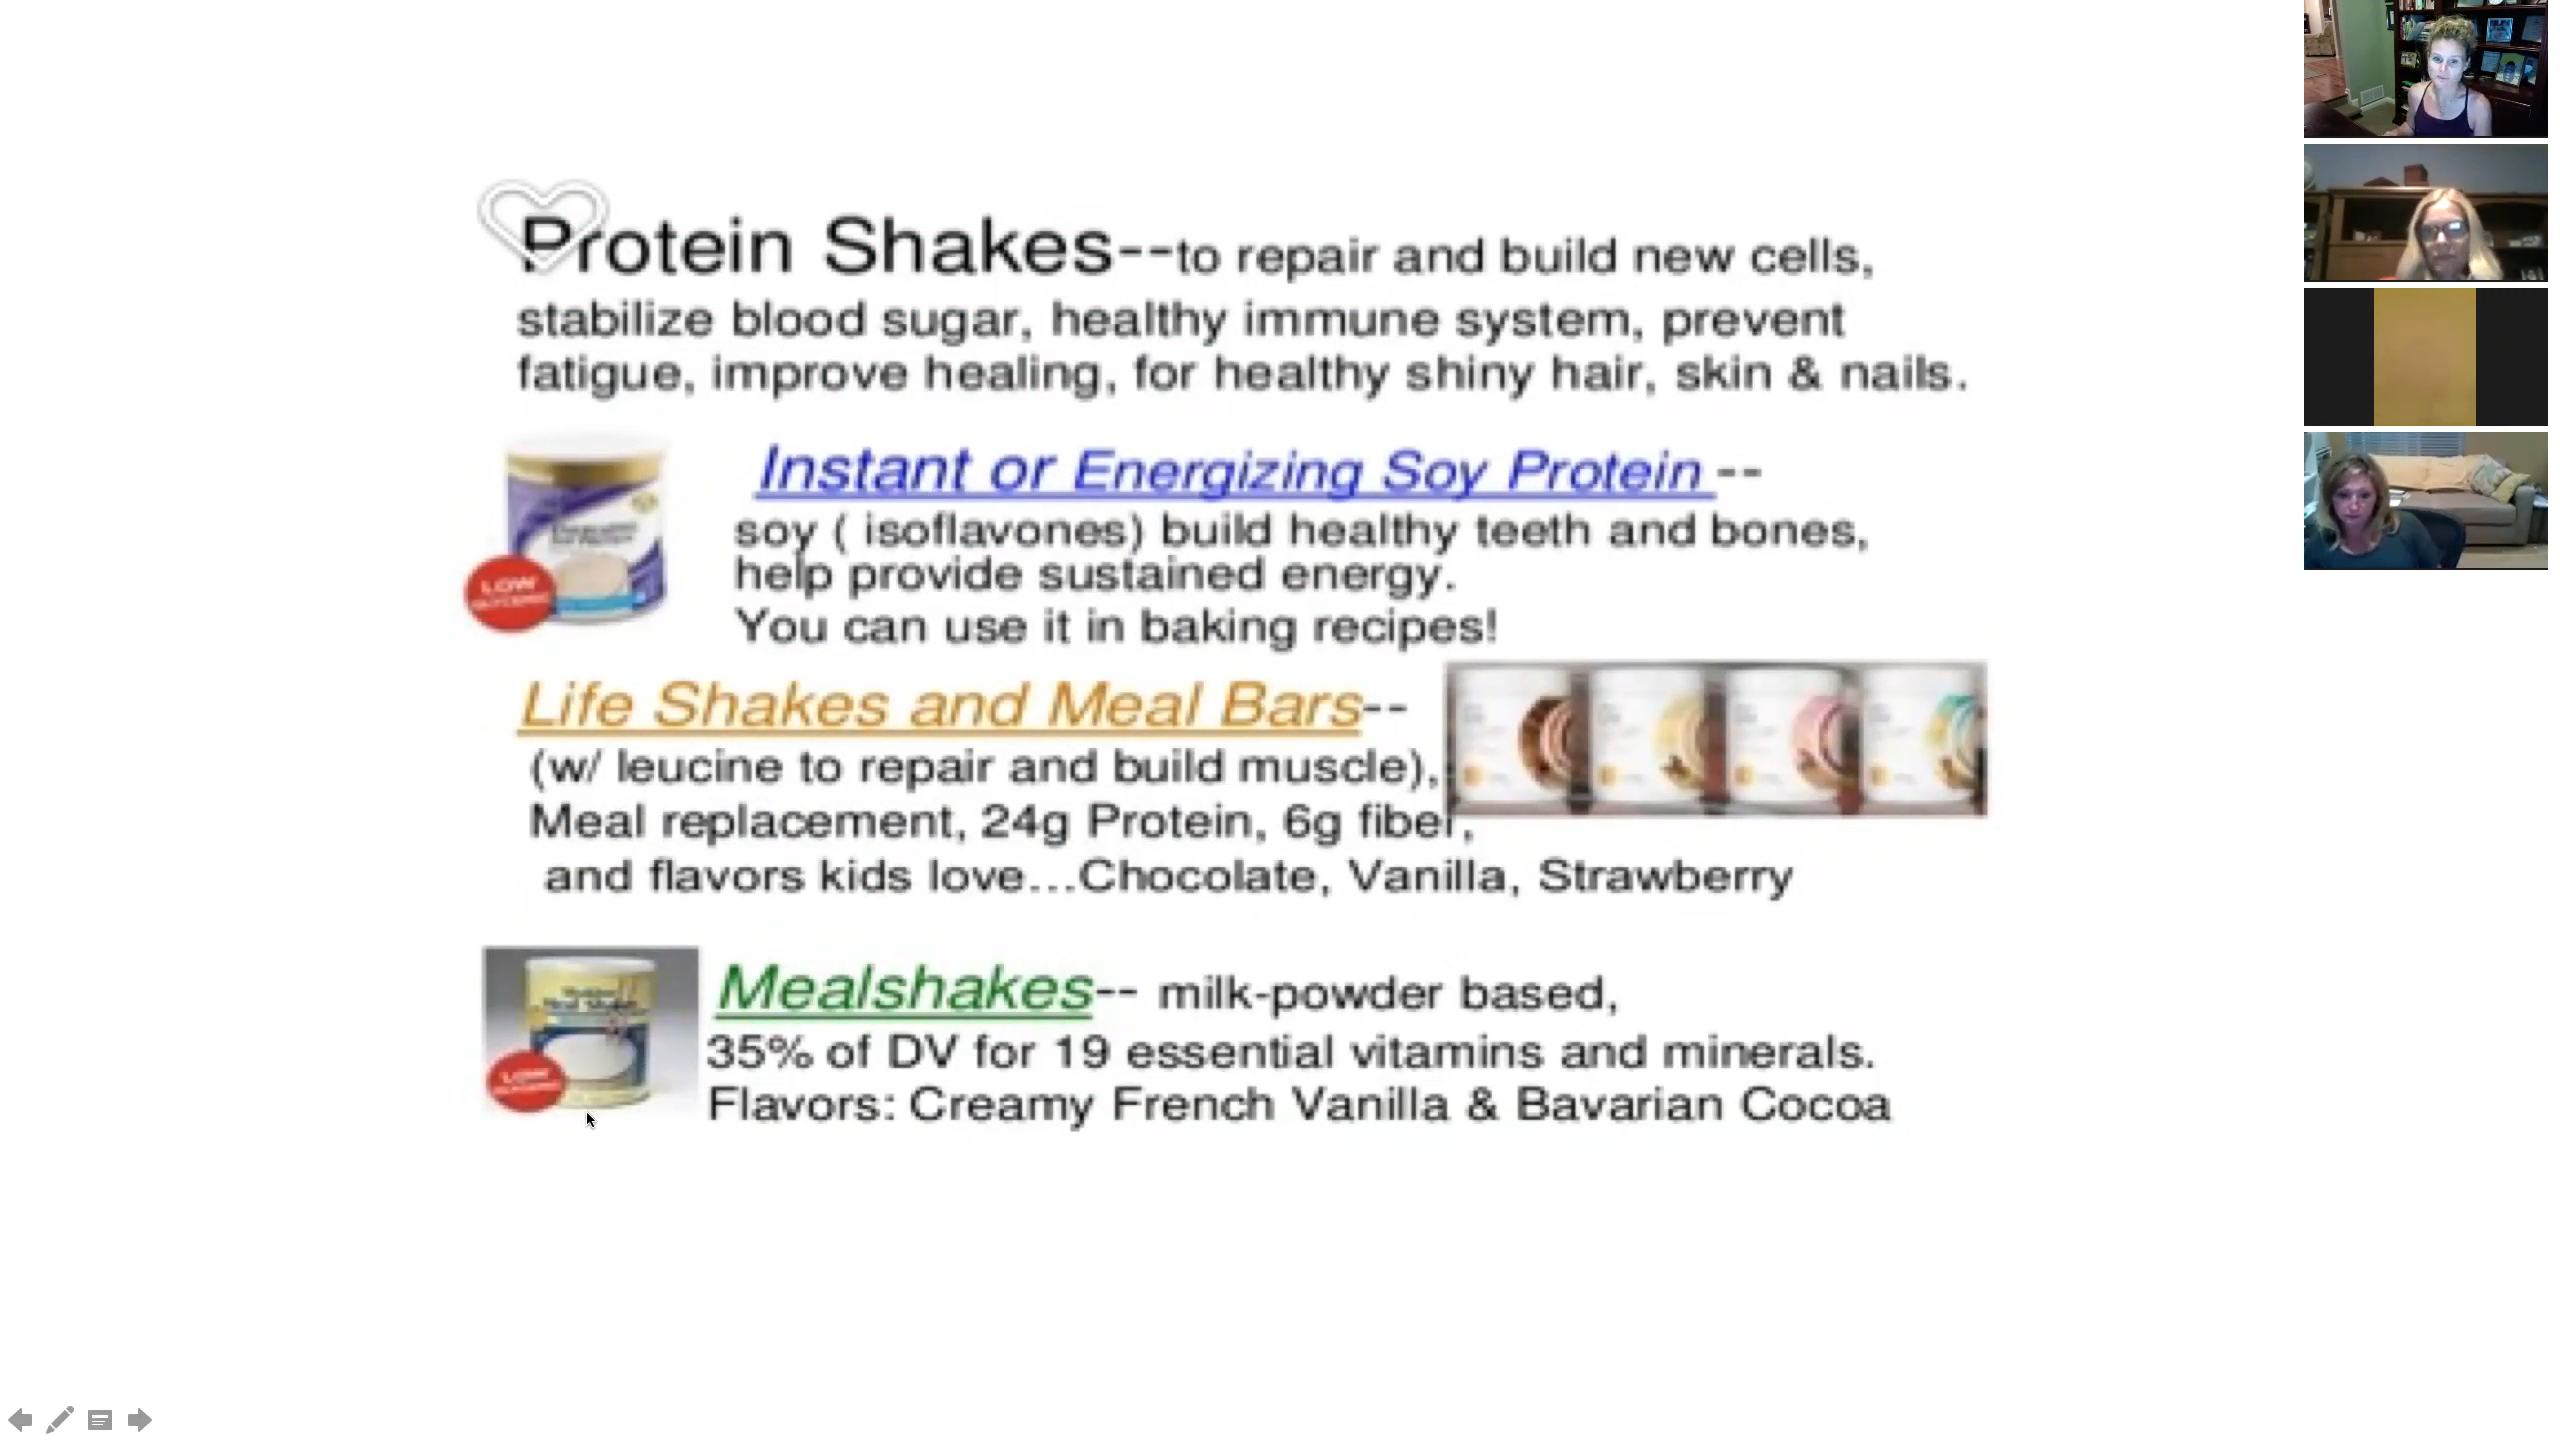 Protein Shakes--to repair and build new cells,
stabilize blood sugar, healthy immune system, prevent
fatigue, improve healing, for healthy shiny hair, skin & nails.
Instant or Energizing Soy Protein --
soy ( isoflavones) build healthy teeth and bones,
help provide sustained energy.
You can use it in baking recipes!
LOW
Life Shakes and Meal Bars--
(w/ leucine to repair and build muscle),
Meal replacement, 24g Protein, 6g fiber,
and flavors kids love...Chocolate, Vanilla, Strawberry
Mealshakes-- milk-powder based,
35% of DV for 19 essential vitamins and minerals.
Flavors: Creamy French Vanilla & Bavarian Cocoa
LOW